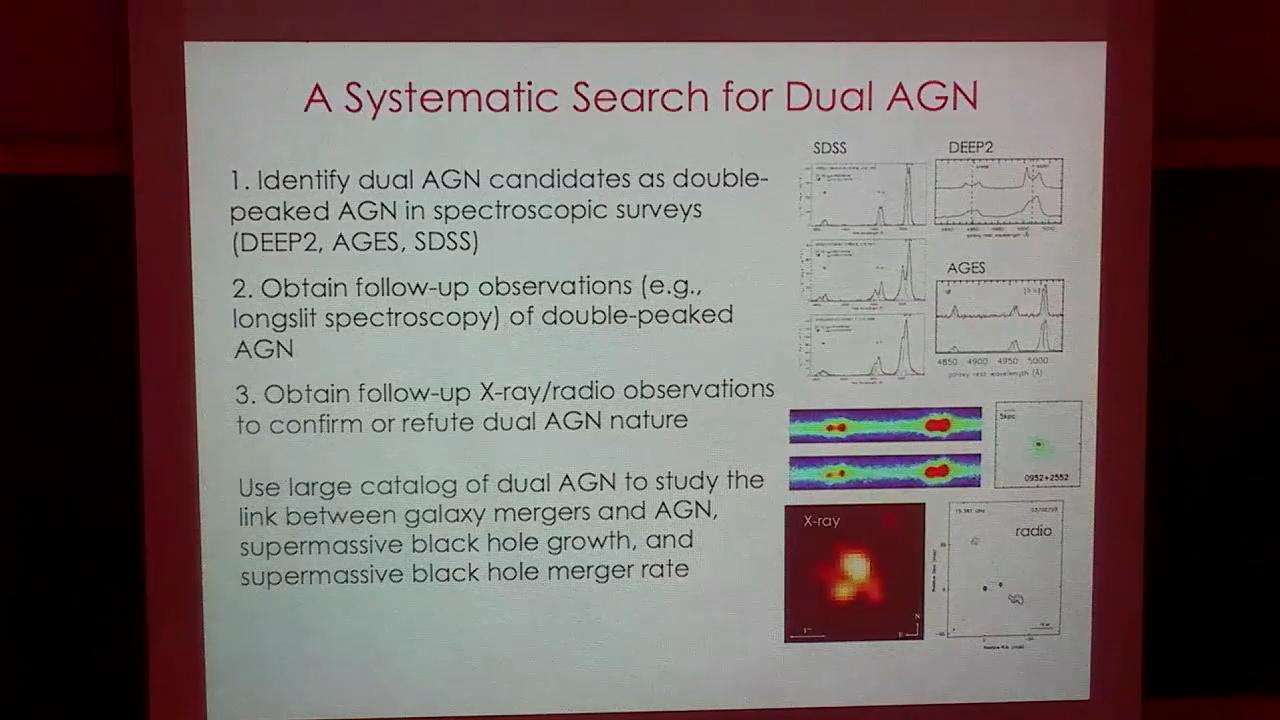 A Systematic Search for Dual AGN
1. Identify dual AGN candidates as double-
peaked AGN in spectroscopic surveys
(DEEP2, AGES, SDSS)
2. Obtain follow-up observations (e.g.,
longslit spectroscopy) of double-peaked
AGN
3. Obtain follow-up X-ray/radio observations
to confirm or refute dual AGN nature
Use large catalog of dual AGN to study the
link between galaxy mergers and AGN,
supermassive black hole growth, and
supermassive black hole merger rate
SDSS
DEEP2
AGES
4850 4900 4950 5000
galaxy rest wavelength (Å)
5kpc
0952+2552
X-ray
N
E
radio